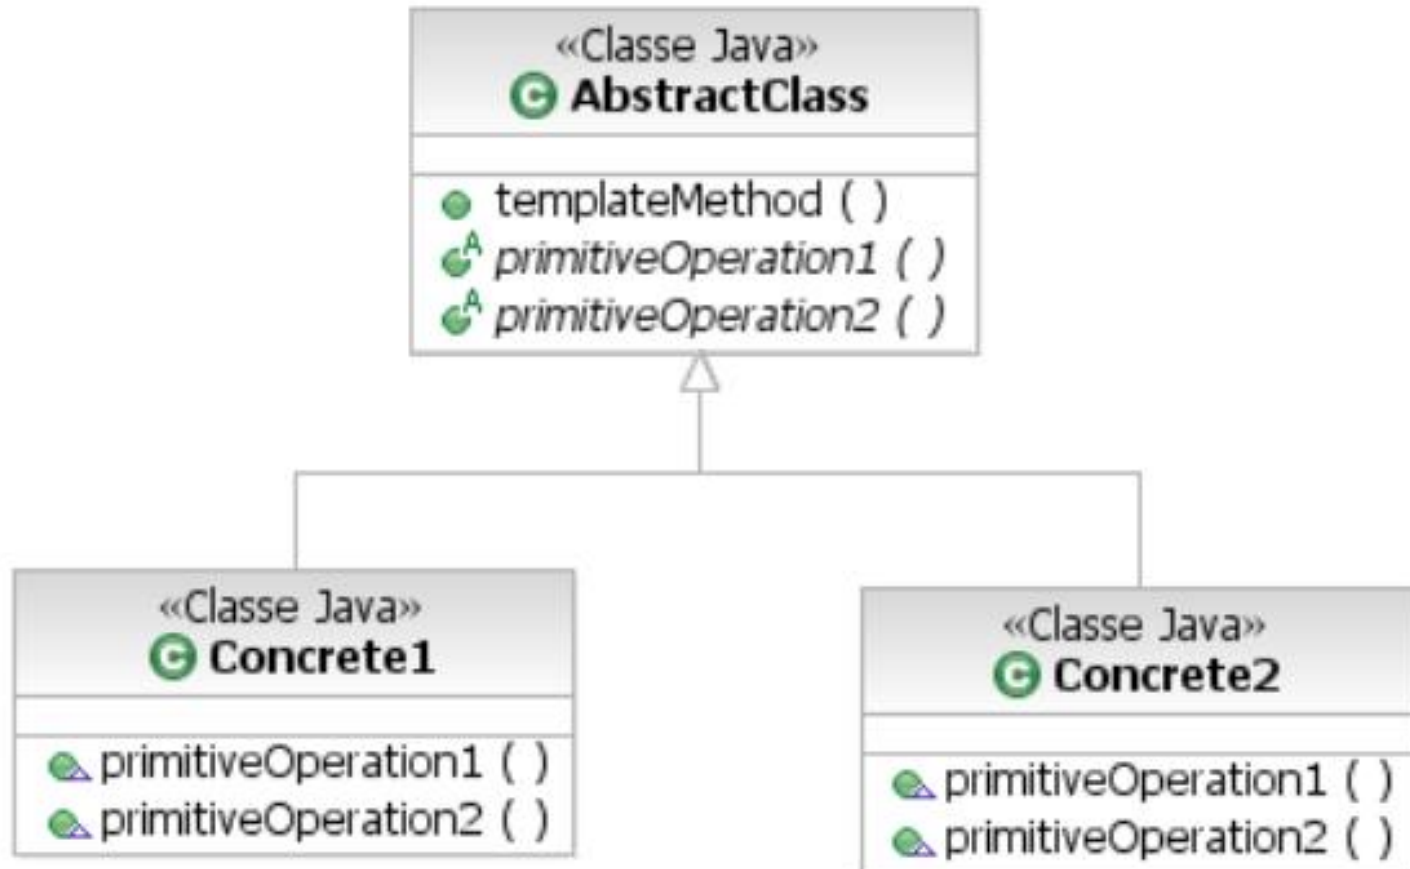 «Classe Java»
C AbstractClass
templateMethod ( )
A primitiveOperation1 ( )
A primitiveOperation2 ( )
«Classe Java»
C Concrete1
primitiveOperation1 ( )
primitiveOperation2 ( )
«Classe Java»
C Concrete2
primitiveOperation1 ( )
primitiveOperation2 ( )